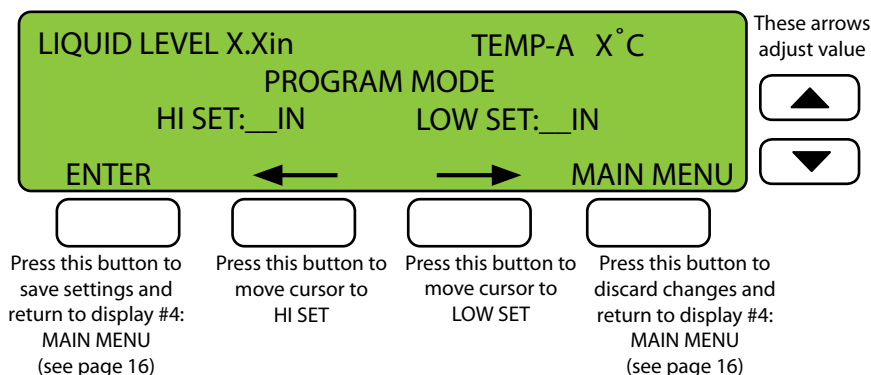 LIQUID LEVEL X.Xin TEMP-A X°C
PROGRAM MODE
HI SET:__IN LOW SET:__IN
ENTER MAIN MENU
These arrows
adjust value
Press this button to
save settings and
return to display #4:
MAIN MENU
(see page 16)
Press this button to
move cursor to
HI SET
Press this button to
move cursor to
LOW SET
Press this button to
discard changes and
return to display #4:
MAIN MENU
(see page 16)